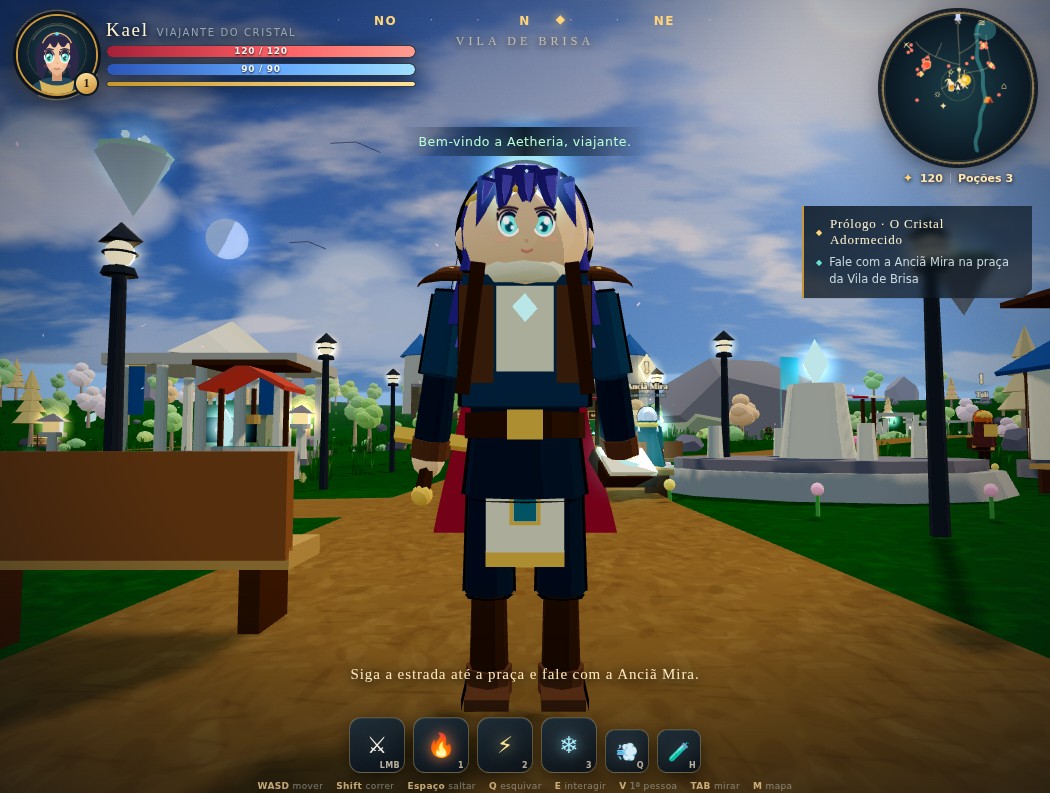 NO N NE
Kael VIAJANTE DO CRISTAL
VILA DE BRISA
120 / 120
90 / 90
1
Bem-vindo a Aetheria, viajante.
✦ 120 | Poções 3
Prólogo · O Cristal
Adormecido
Fale com a Anciã Mira na praça
da Vila de Brisa
Anciã Mira
Siga a estrada até a praça e fale com a Anciã Mira.
LMB 1 2 3 Q H
WASD mover Shift correr Espaço saltar Q esquivar E interagir V 1ª pessoa TAB mirar M mapa